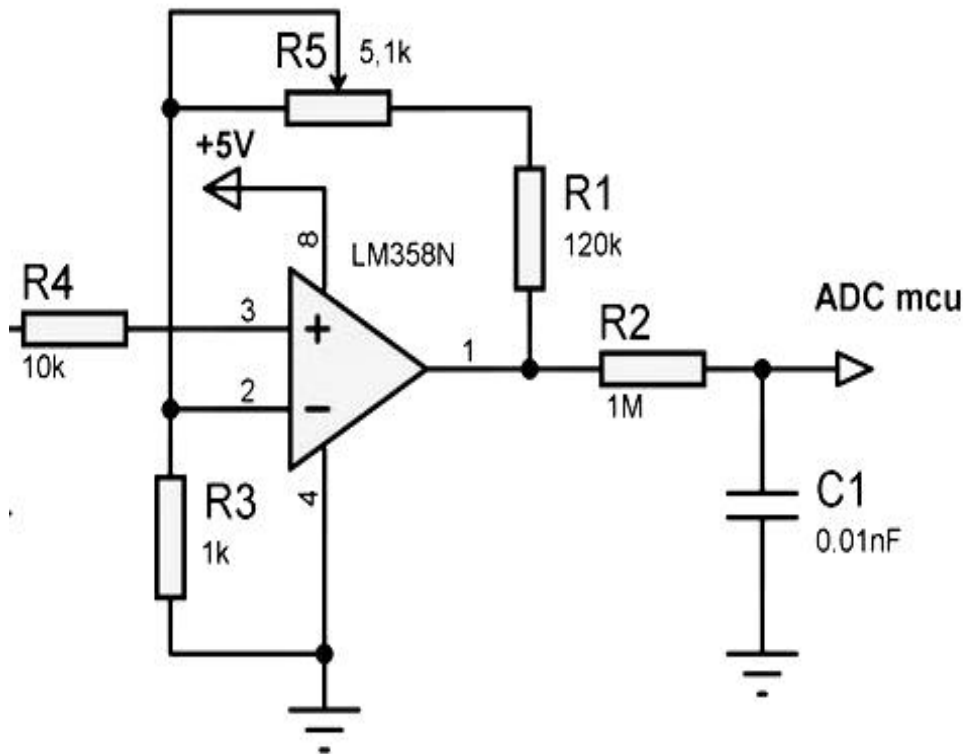 R5 5,1k
+5V
8
LM358N
R1
120k
R4
10k
3
+
1
R2
1M
ADC mcu
2
−
4
R3
1k
C1
0.01nF